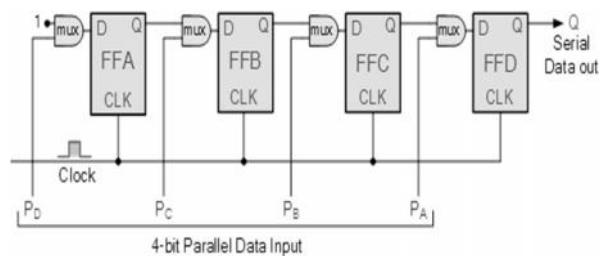 1 mux D Q mux D Q mux D Q mux D Q Q
FFA FFB FFC FFD Serial
Data out
CLK CLK CLK CLK
Clock
PD PC PB PA
4-bit Parallel Data Input